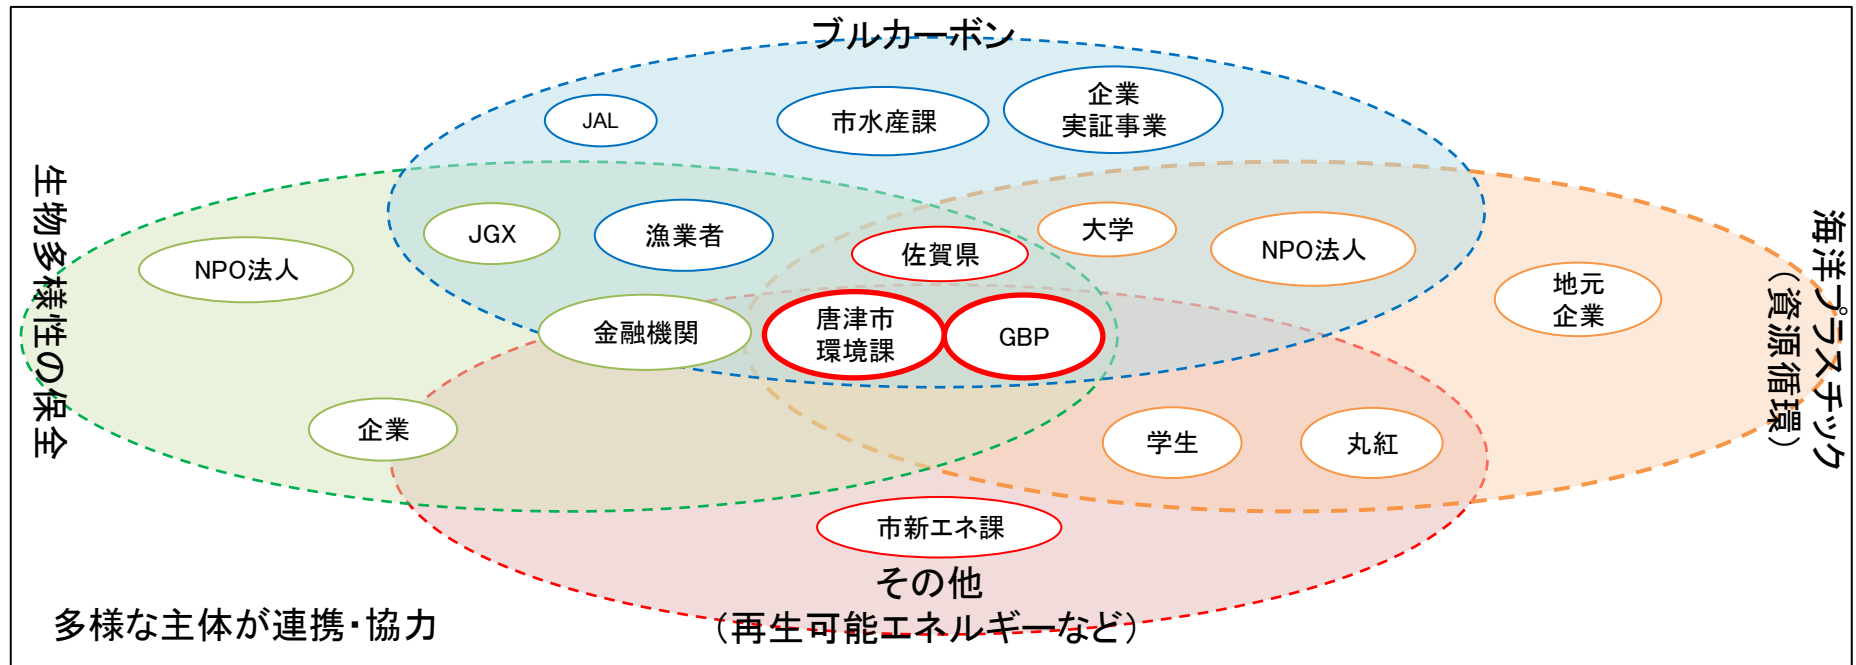 ブルカーボン
JAL
市水産課
企業
実証事業
生物多様性の保全
NPO法人
JGX
漁業者
佐賀県
大学
NPO法人
地元
企業
海洋プラスチック
（資源循環）
金融機関
唐津市
環境課
GBP
企業
学生
丸紅
市新エネ課
その他
（再生可能エネルギーなど）
多様な主体が連携・協力